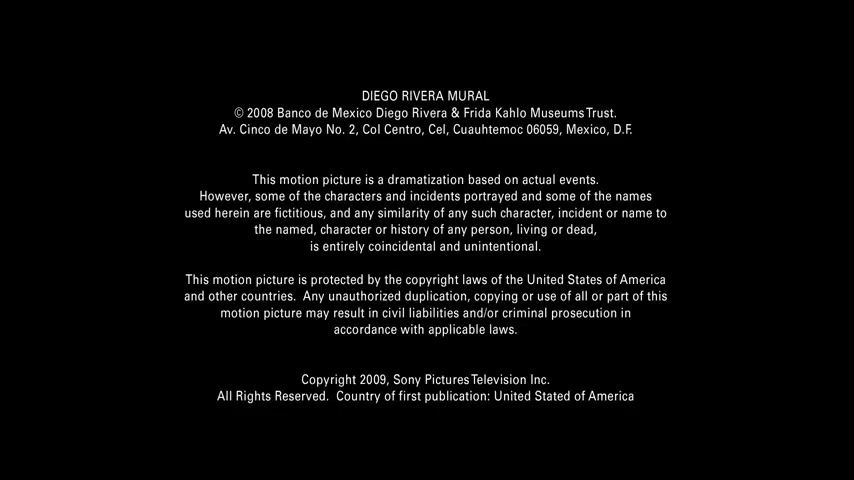 DIEGO RIVERA MURAL
© 2008 Banco de Mexico Diego Rivera & Frida Kahlo Museums Trust.
Av. Cinco de Mayo No. 2, Col Centro, Cel, Cuauhtemoc 06059, Mexico, D.F.
This motion picture is a dramatization based on actual events.
However, some of the characters and incidents portrayed and some of the names
used herein are fictitious, and any similarity of any such character, incident or name to
the named, character or history of any person, living or dead,
is entirely coincidental and unintentional.
This motion picture is protected by the copyright laws of the United States of America
and other countries. Any unauthorized duplication, copying or use of all or part of this
motion picture may result in civil liabilities and/or criminal prosecution in
accordance with applicable laws.
Copyright 2009, Sony Pictures Television Inc.
All Rights Reserved. Country of first publication: United Stated of America